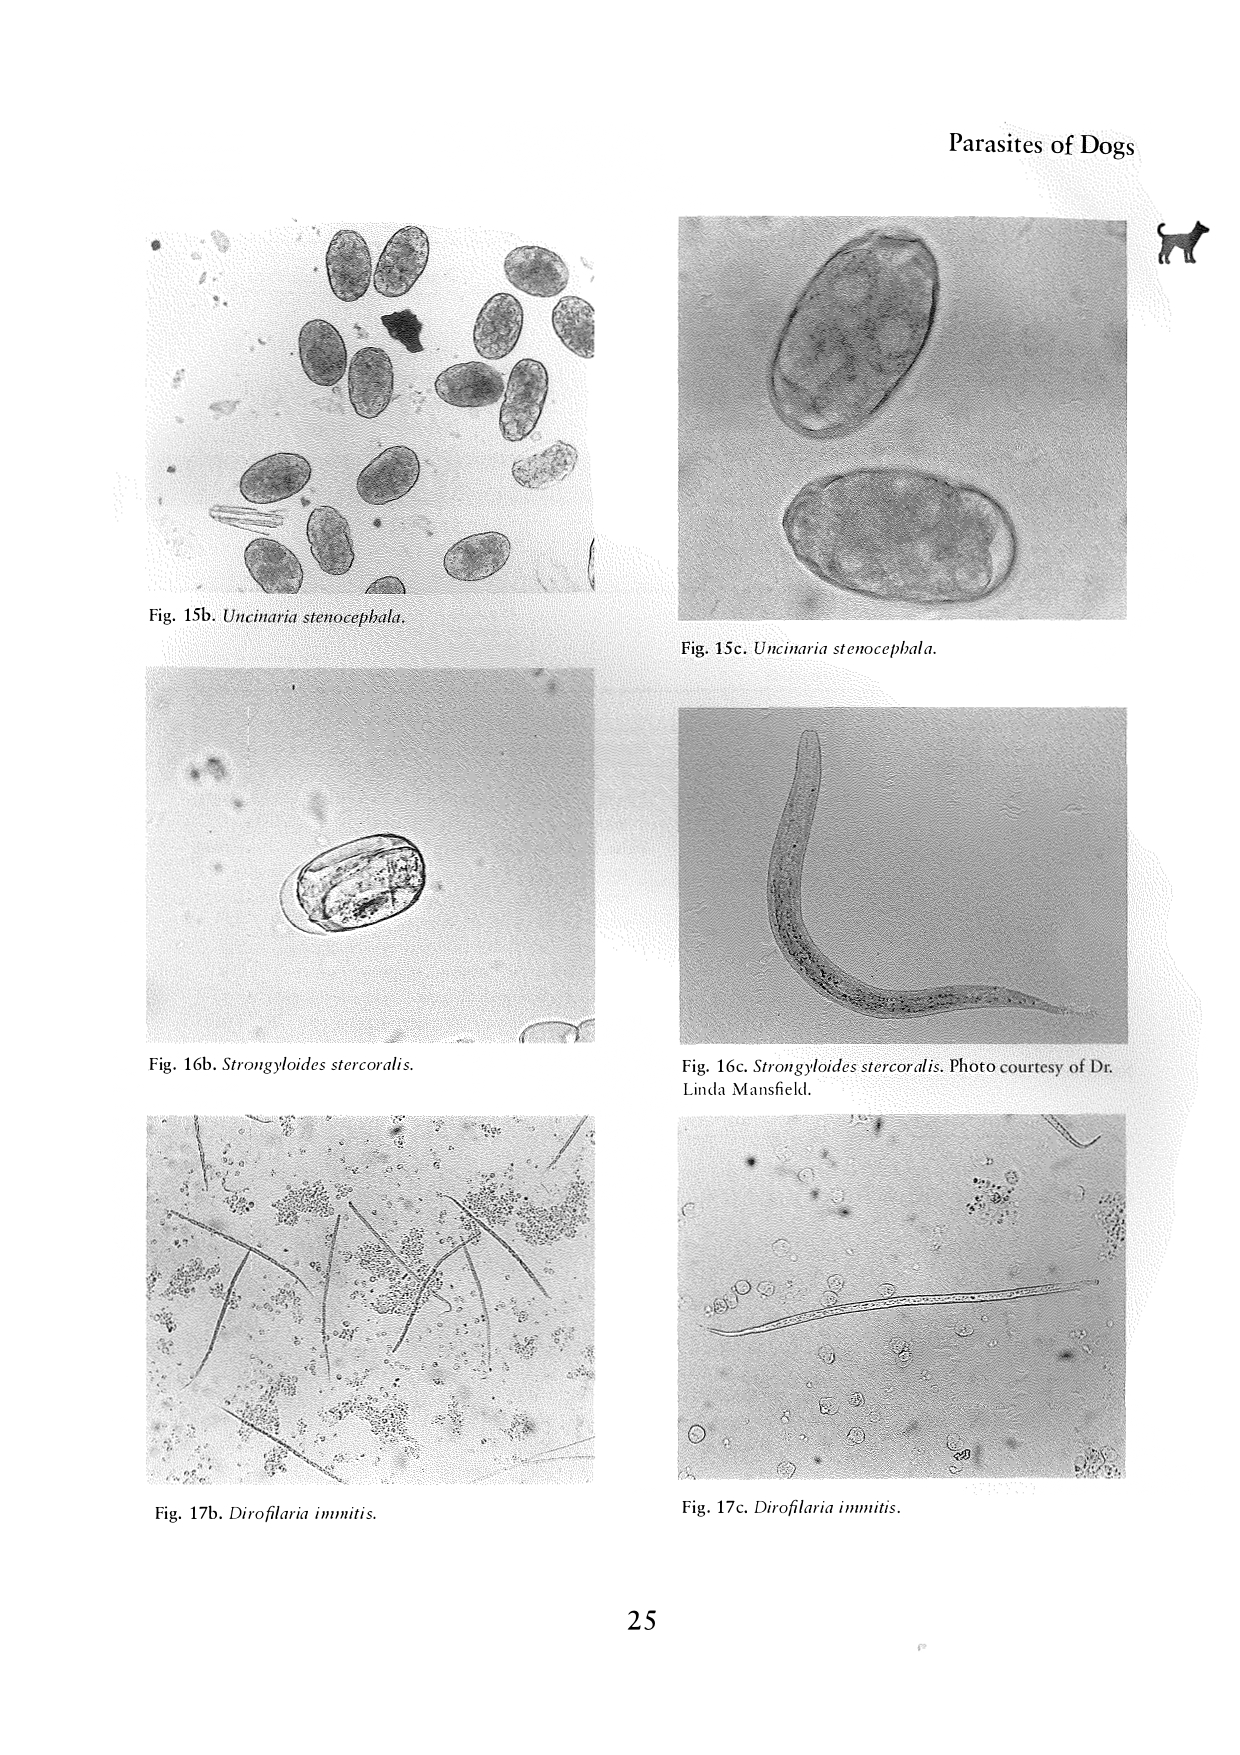 Parasites of Dogs
Fig. 15b. Uncinaria stenocephala.
Fig. 15c. Uncinaria stenocephala.
Fig. 16b. Strongyloides stercoralis.
Fig. 16c. Strongyloides stercoralis. Photo courtesy of Dr.
Linda Mansfield.
Fig. 17b. Dirofilaria immitis.
Fig. 17c. Dirofilaria immitis.
25